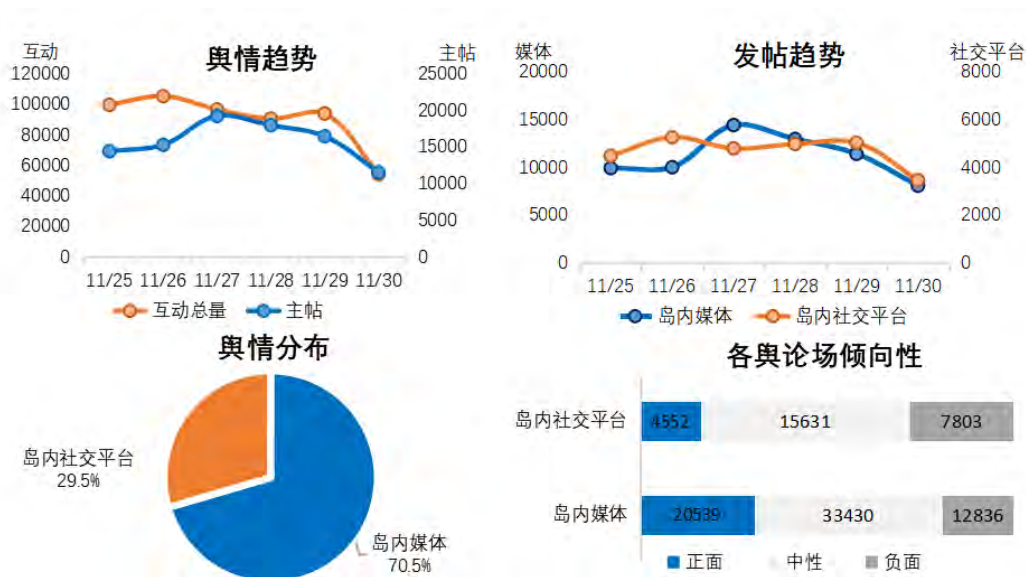 舆情趋势
互动
主帖
120000
100000
80000
60000
40000
20000
0
25000
20000
15000
10000
5000
0
11/25 11/26 11/27 11/28 11/29 11/30
互动总量 主帖
发帖趋势
媒体
社交平台
20000
15000
10000
5000
0
8000
6000
4000
2000
0
11/25 11/26 11/27 11/28 11/29 11/30
岛内媒体 岛内社交平台
舆情分布
岛内社交平台
29.5%
岛内媒体
70.5%
各舆论场倾向性
岛内社交平台 4552 15631 7803
岛内媒体 20539 33430 12836
正面 中性 负面